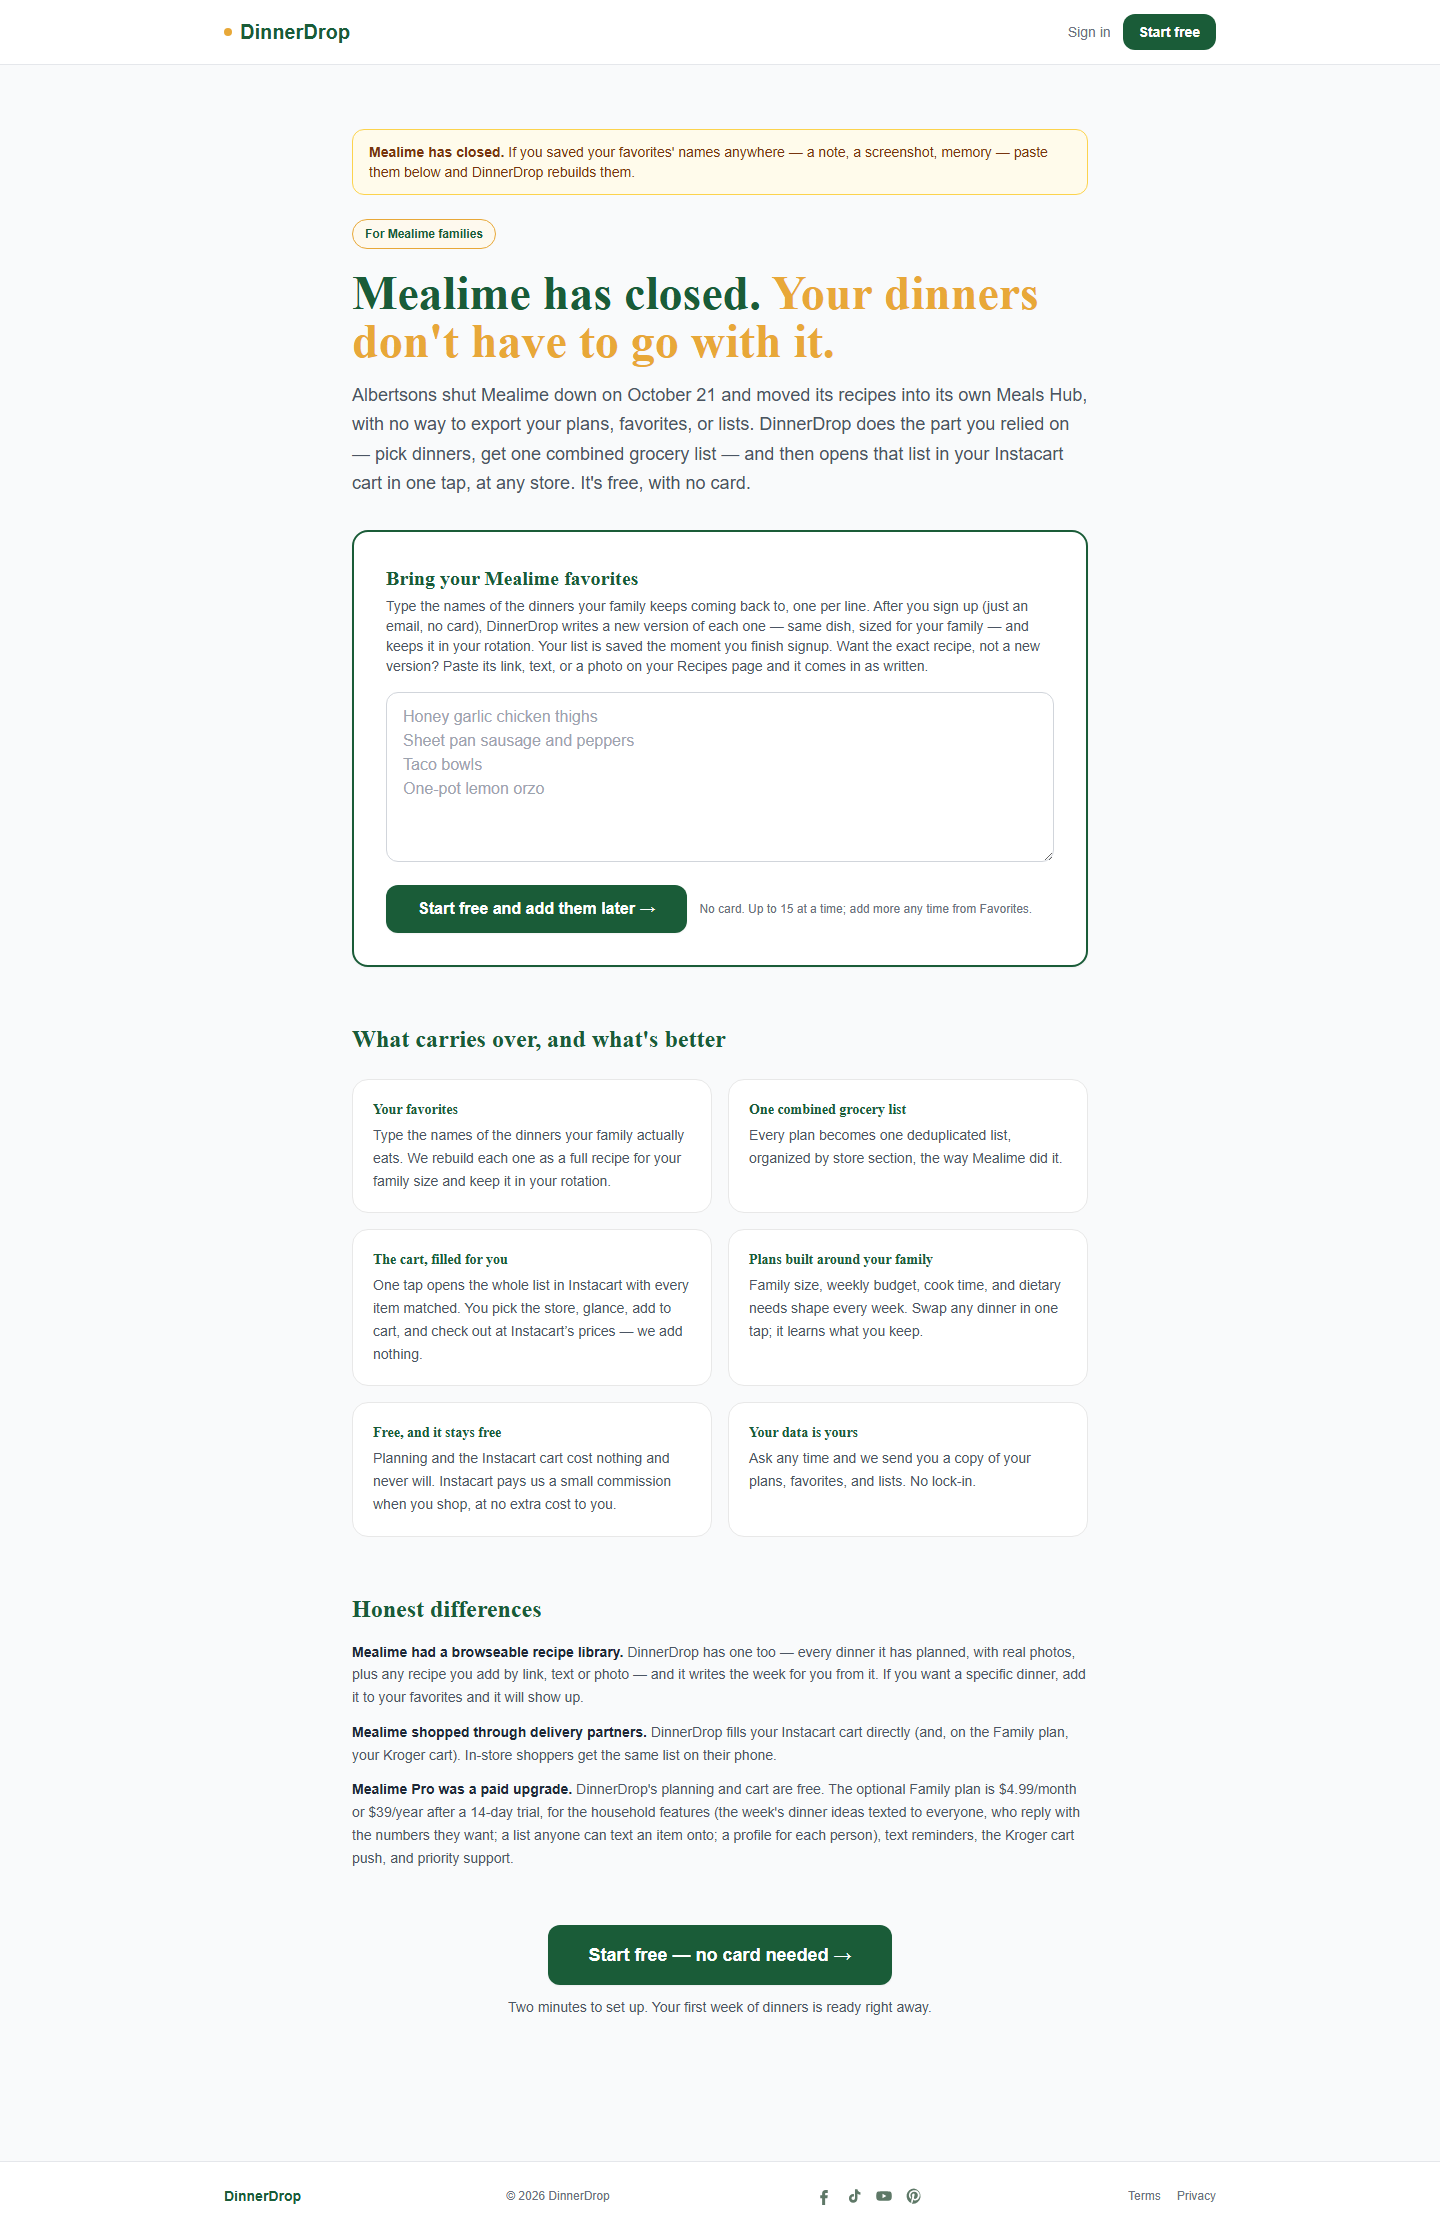 DinnerDrop
Sign in
Start free
Mealime has closed. If you saved your favorites' names anywhere — a note, a screenshot, memory — paste
them below and DinnerDrop rebuilds them.
For Mealime families
Mealime has closed. Your dinners
don't have to go with it.
Albertsons shut Mealime down on October 21 and moved its recipes into its own Meals Hub,
with no way to export your plans, favorites, or lists. DinnerDrop does the part you relied on
— pick dinners, get one combined grocery list — and then opens that list in your Instacart
cart in one tap, at any store. It's free, with no card.
Bring your Mealime favorites
Type the names of the dinners your family keeps coming back to, one per line. After you sign up (just an
email, no card), DinnerDrop writes a new version of each one — same dish, sized for your family — and
keeps it in your rotation. Your list is saved the moment you finish signup. Want the exact recipe, not a new
version? Paste its link, text, or a photo on your Recipes page and it comes in as written.
Honey garlic chicken thighs
Sheet pan sausage and peppers
Taco bowls
One-pot lemon orzo
Start free and add them later →
No card. Up to 15 at a time; add more any time from Favorites.
What carries over, and what's better
Your favorites
Type the names of the dinners your family actually
eats. We rebuild each one as a full recipe for your
family size and keep it in your rotation.
One combined grocery list
Every plan becomes one deduplicated list,
organized by store section, the way Mealime did it.
The cart, filled for you
One tap opens the whole list in Instacart with every
item matched. You pick the store, glance, add to
cart, and check out at Instacart's prices — we add
nothing.
Plans built around your family
Family size, weekly budget, cook time, and dietary
needs shape every week. Swap any dinner in one
tap; it learns what you keep.
Free, and it stays free
Planning and the Instacart cart cost nothing and
never will. Instacart pays us a small commission
when you shop, at no extra cost to you.
Your data is yours
Ask any time and we send you a copy of your
plans, favorites, and lists. No lock-in.
Honest differences
Mealime had a browseable recipe library. DinnerDrop has one too — every dinner it has planned, with real photos,
plus any recipe you add by link, text or photo — and it writes the week for you from it. If you want a specific dinner, add
it to your favorites and it will show up.
Mealime shopped through delivery partners. DinnerDrop fills your Instacart cart directly (and, on the Family plan,
your Kroger cart). In-store shoppers get the same list on their phone.
Mealime Pro was a paid upgrade. DinnerDrop's planning and cart are free. The optional Family plan is $4.99/month
or $39/year after a 14-day trial, for the household features (the week's dinner ideas texted to everyone, who reply with
the numbers they want; a list anyone can text an item onto; a profile for each person), text reminders, the Kroger cart
push, and priority support.
Start free — no card needed →
Two minutes to set up. Your first week of dinners is ready right away.
DinnerDrop
© 2026 DinnerDrop
Terms
Privacy